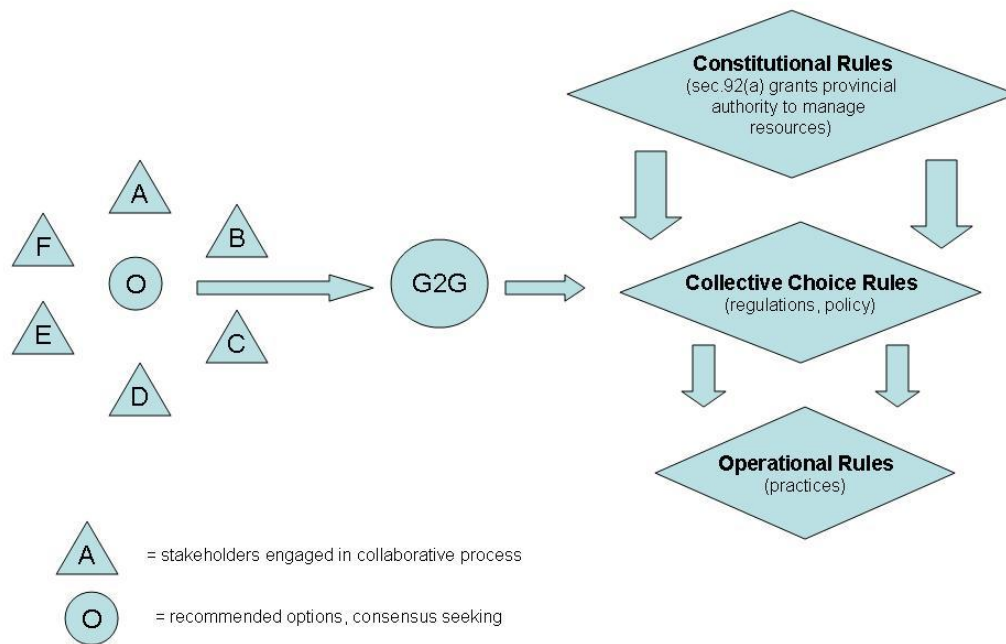 Constitutional Rules
(sec.92(a) grants provincial
authority to manage
resources)
A
B
F
O
G2G
E
C
D
Collective Choice Rules
(regulations, policy)
Operational Rules
(practices)
A = stakeholders engaged in collaborative process
O = recommended options, consensus seeking